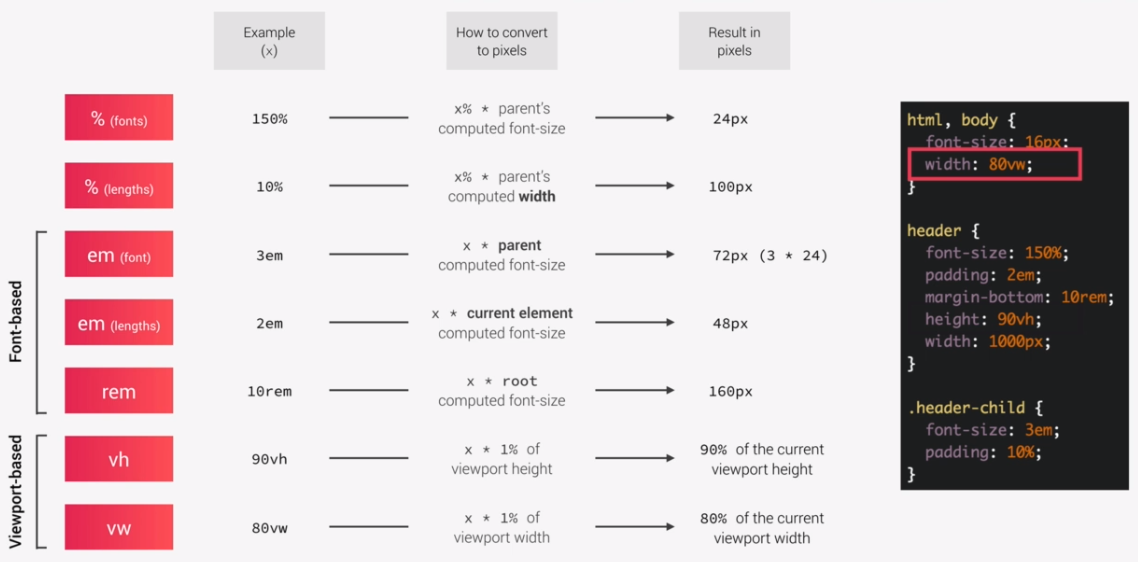 Example
(x)
How to convert
to pixels
Result in
pixels
% (fonts)
150%
x% * parent's
computed font-size
24px
% (lengths)
10%
x% * parent's
computed width
100px
Font-based
em (font)
3em
x * parent
computed font-size
72px (3 * 24)
em (lengths)
2em
x * current element
computed font-size
48px
rem
10rem
x * root
computed font-size
160px
Viewport-based
vh
90vh
x * 1% of
viewport height
90% of the current
viewport height
vw
80vw
x * 1% of
viewport width
80% of the current
viewport width
html, body {
font-size: 16px;
width: 80vw;
}
header {
font-size: 150%;
padding: 2em;
margin-bottom: 10rem;
height: 90vh;
width: 1000px;
}
.header-child {
font-size: 3em;
padding: 10%;
}